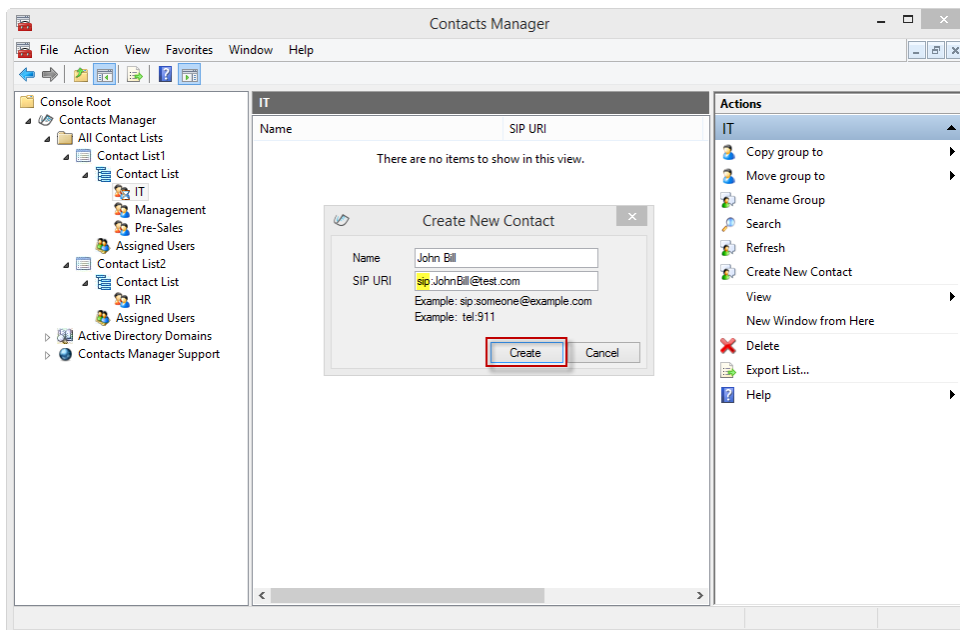 Contacts Manager
File Action View Favorites Window Help
Console Root
Contacts Manager
All Contact Lists
Contact List1
Contact List
IT
Management
Pre-Sales
Assigned Users
Contact List2
Contact List
HR
Assigned Users
Active Directory Domains
Contacts Manager Support
IT
Name SIP URI
There are no items to show in this view.
Create New Contact
Name John Bill
SIP URI sip:JohnBill@test.com
Example: sip:someone@example.com
Example: tel:911
Create Cancel
Actions
IT
Copy group to
Move group to
Rename Group
Search
Refresh
Create New Contact
View
New Window from Here
Delete
Export List...
Help